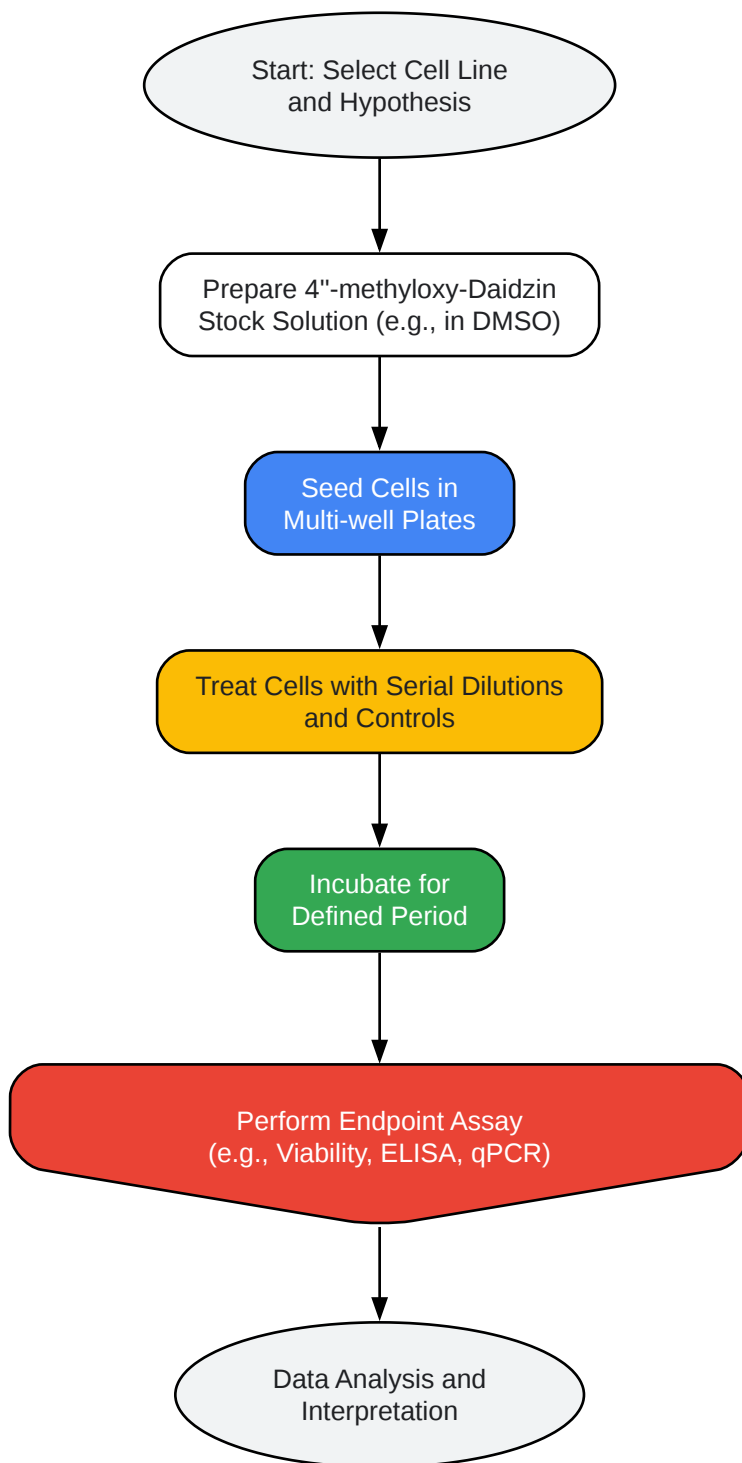 Start: Select Cell Line
and Hypothesis
Prepare 4"-methyloxy-Daidzin
Stock Solution (e.g., in DMSO)
Seed Cells in
Multi-well Plates
Treat Cells with Serial Dilutions
and Controls
Incubate for
Defined Period
Perform Endpoint Assay
(e.g., Viability, ELISA, qPCR)
Data Analysis and
Interpretation